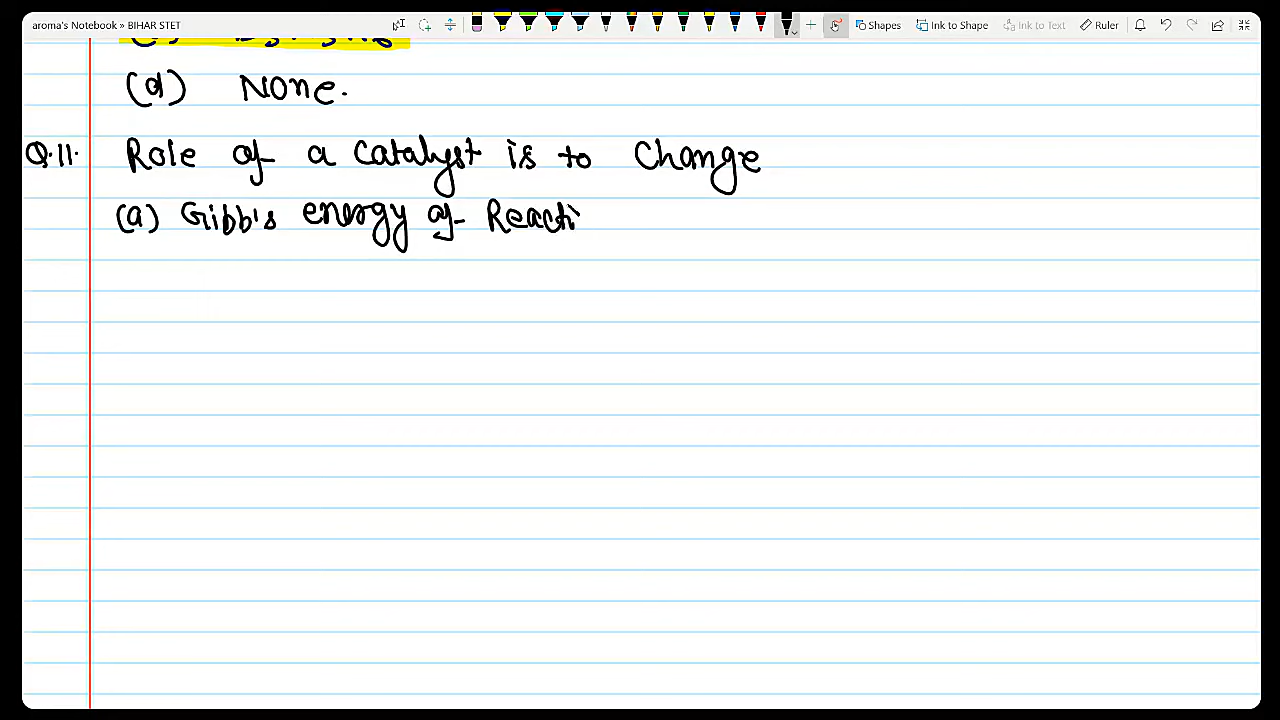 aroma's Notebook » BIHAR STET
Shapes Ink to Shape Ink to Text Ruler
(d) None.
Q.11. Role of a Catalyst is to Change
(a) Gibb's energy of Reacti